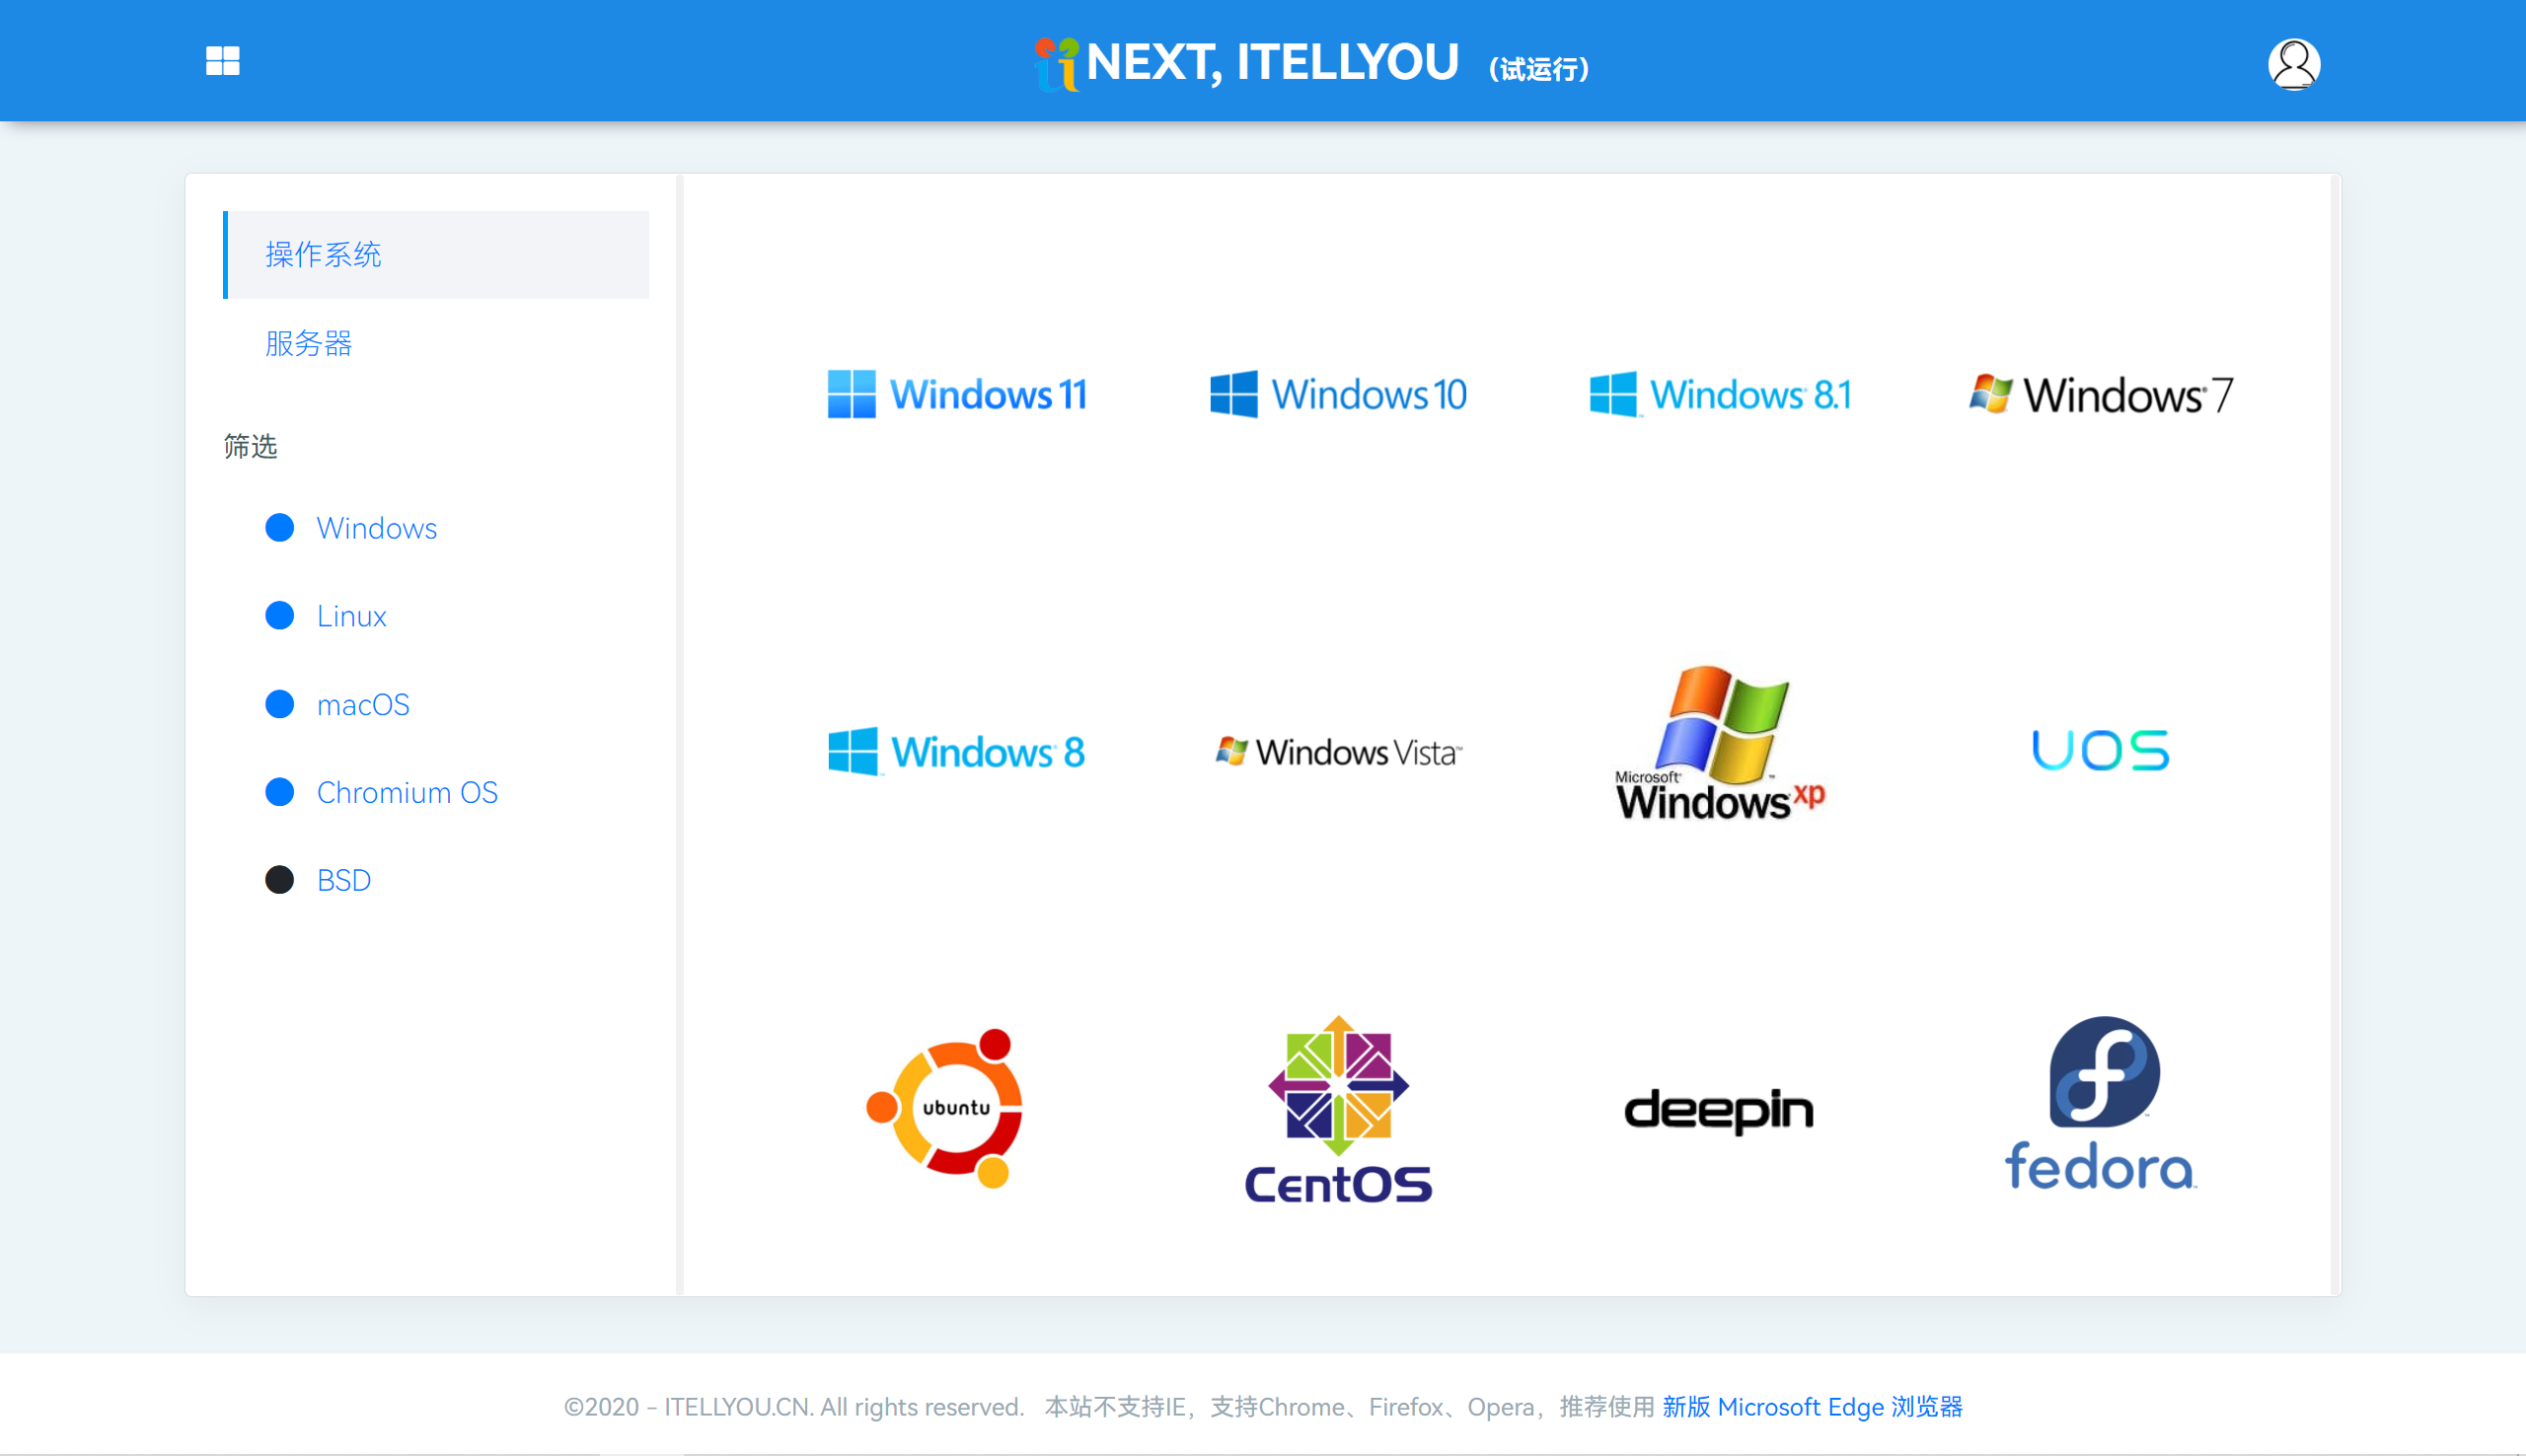 NEXT, ITELLYOU （试运行）
操作系统
服务器
筛选
Windows
Linux
macOS
Chromium OS
BSD
Windows 11
Windows 10
Windows 8.1
Windows 7
Windows 8
Windows Vista
Microsoft
Windows xp
UOS
ubuntu
CentOS
deepin
fedora
©2020 - ITELLYOU.CN. All rights reserved. 本站不支持IE，支持Chrome、Firefox、Opera，推荐使用 新版 Microsoft Edge 浏览器